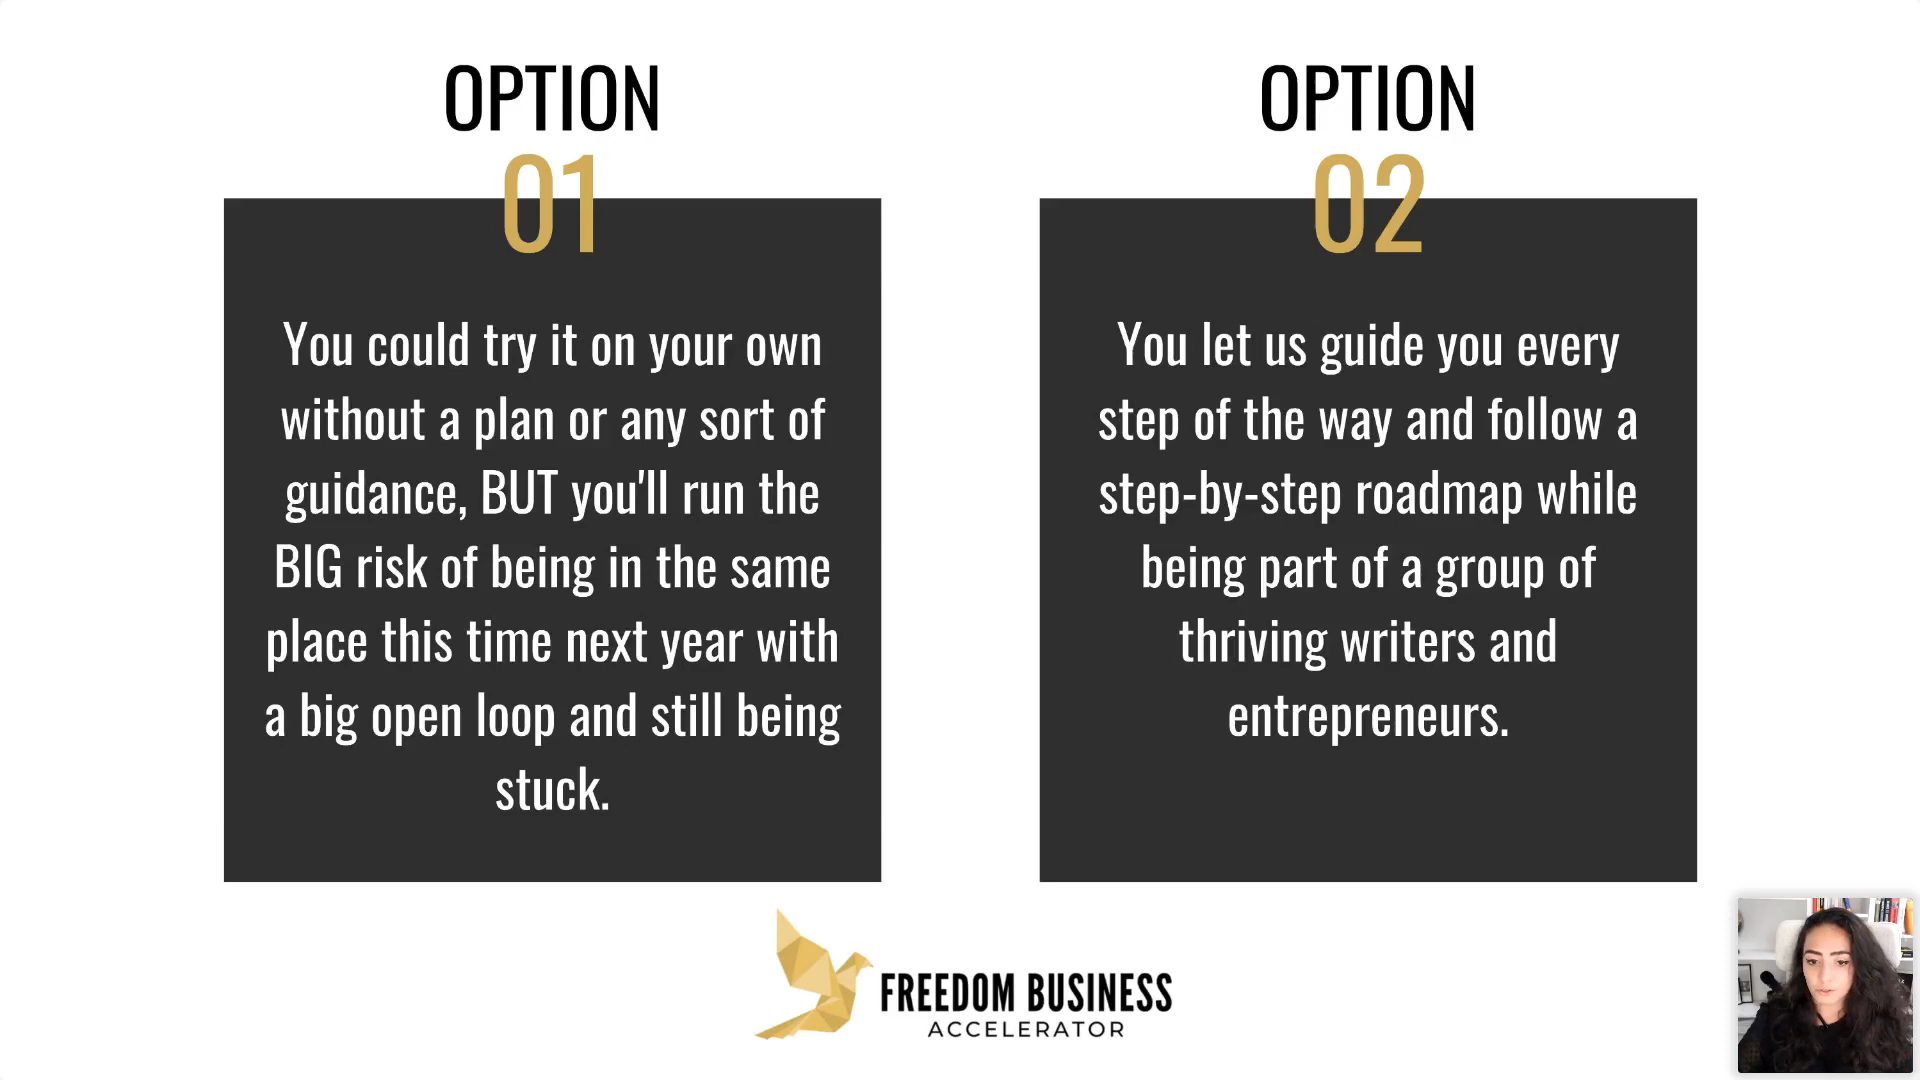 OPTION
01
You could try it on your own
without a plan or any sort of
guidance, BUT you'll run the
BIG risk of being in the same
place this time next year with
a big open loop and still being
stuck.
OPTION
02
You let us guide you every
step of the way and follow a
step-by-step roadmap while
being part of a group of
thriving writers and
entrepreneurs.
FREEDOM BUSINESS
ACCELERATOR